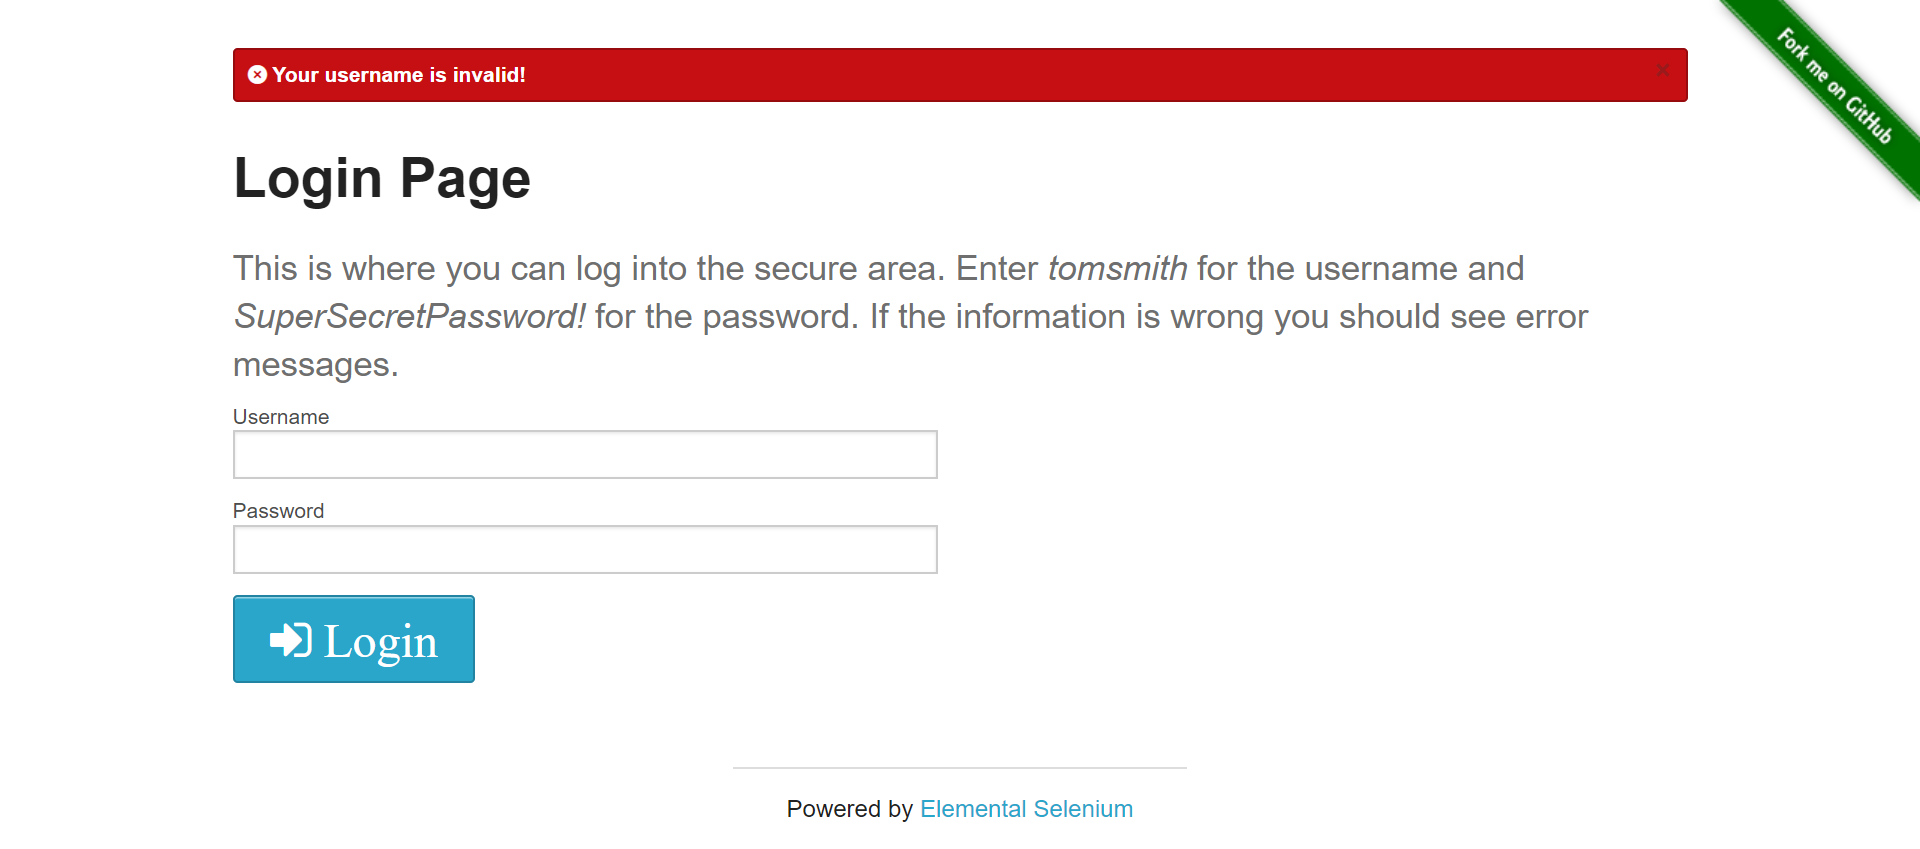 Your username is invalid!
Fork me on GitHub
Login Page
This is where you can log into the secure area. Enter tomsmith for the username and
SuperSecretPassword! for the password. If the information is wrong you should see error
messages.
Username
Password
Login
Powered by Elemental Selenium